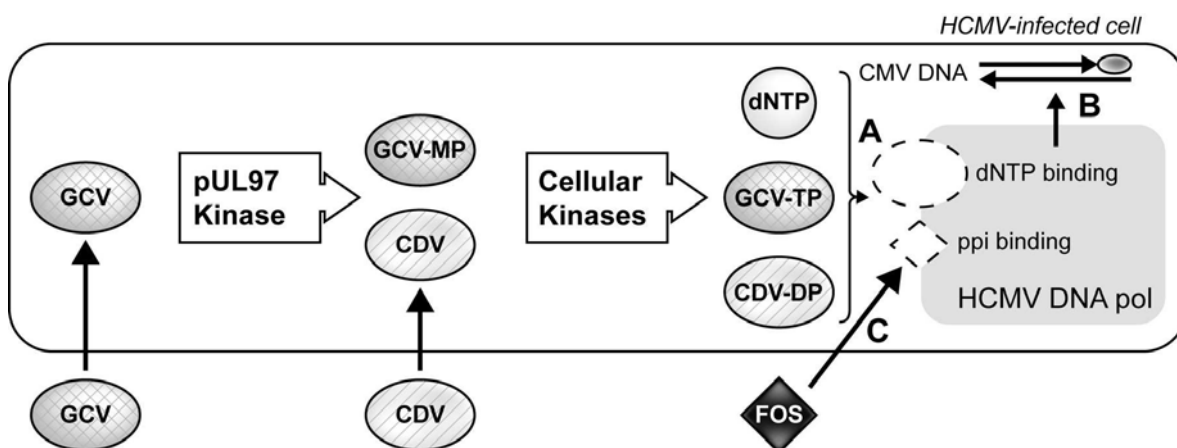 HCMV-infected cell
CMV DNA
dNTP
A
B
GCV-MP
pUL97
Kinase
Cellular
Kinases
GCV
GCV-TP
dNTP binding
CDV
ppi binding
CDV-DP
HCMV DNA pol
C
GCV
CDV
FOS